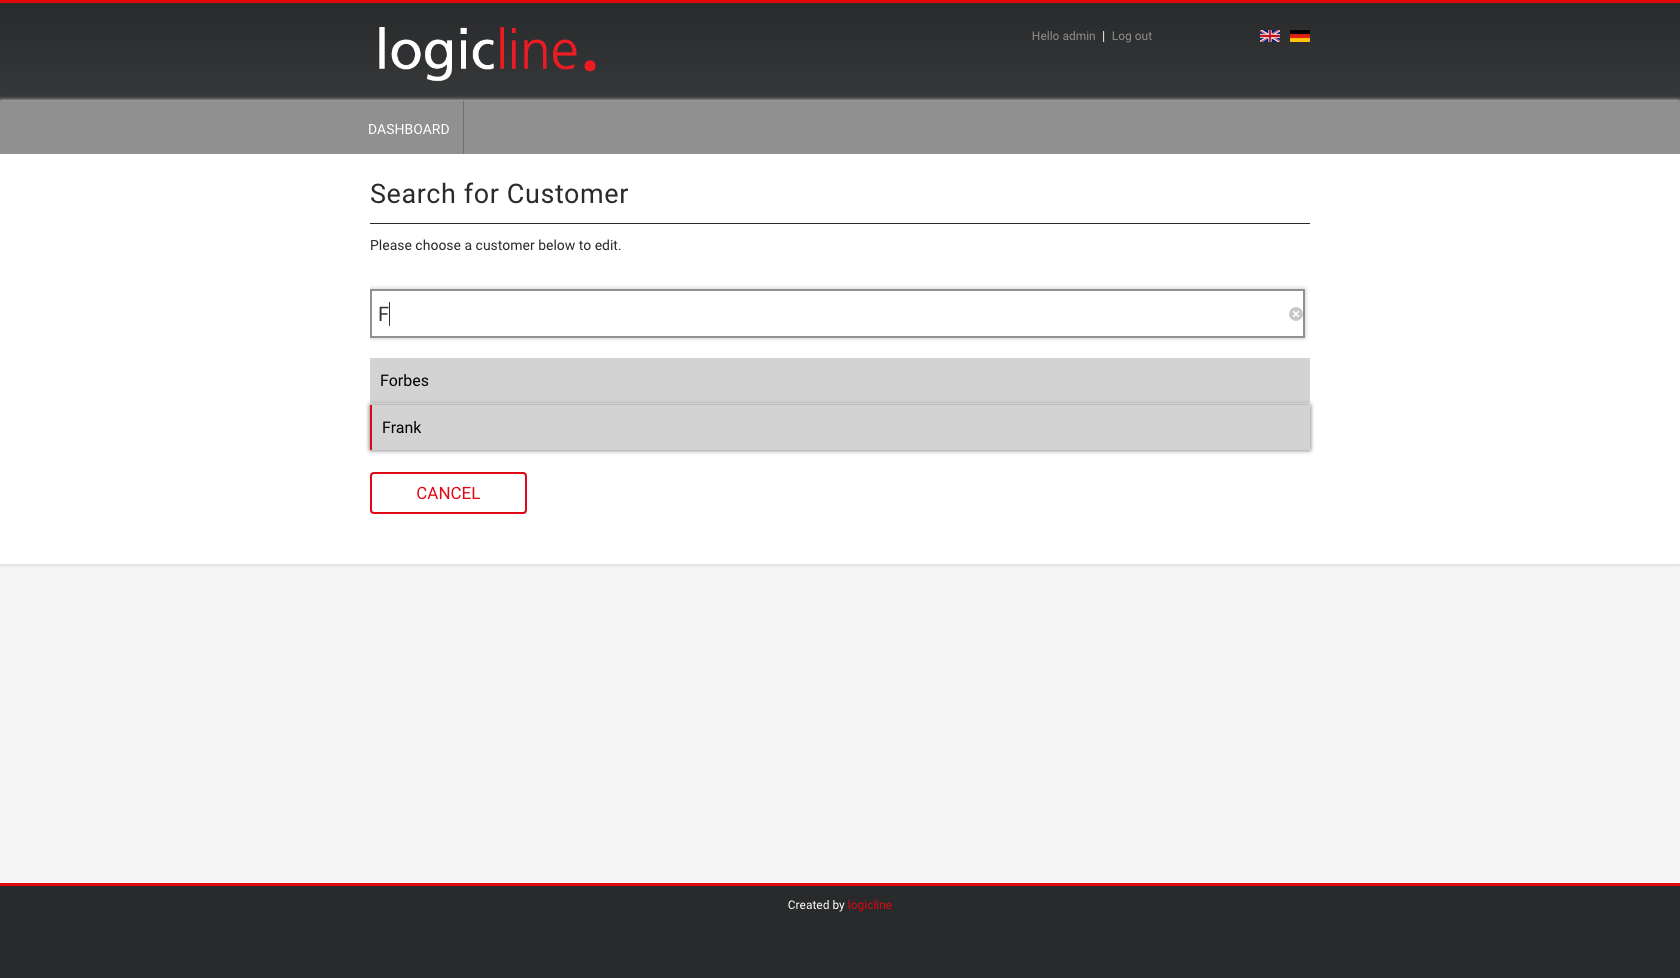 logicline.
Hello admin | Log out
DASHBOARD
Search for Customer
Please choose a customer below to edit.
F
Forbes
Frank
CANCEL
Created by logicline